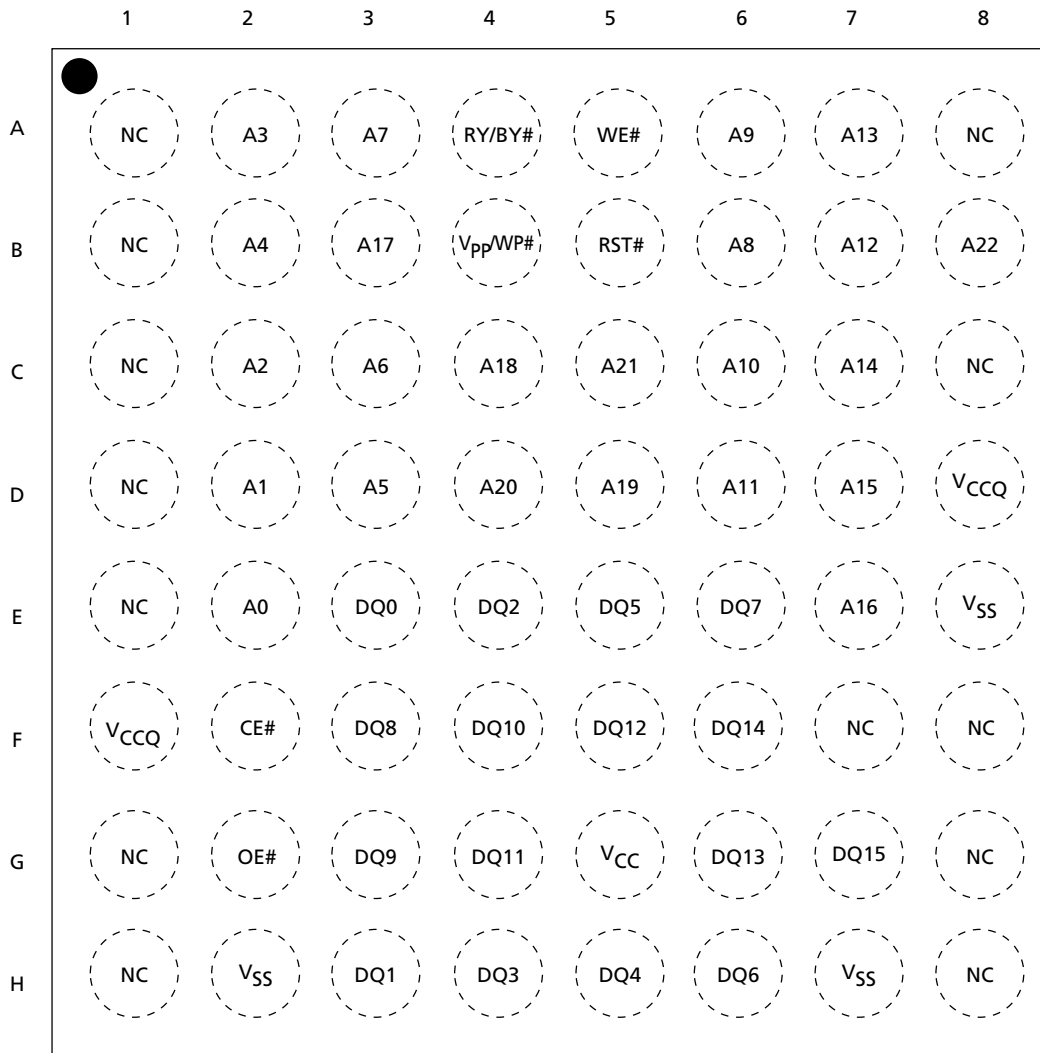 1 2 3 4 5 6 7 8
A NC A3 A7 RY/BY# WE# A9 A13 NC
B NC A4 A17 VPP/WP# RST# A8 A12 A22
C NC A2 A6 A18 A21 A10 A14 NC
D NC A1 A5 A20 A19 A11 A15 VCCQ
E NC A0 DQ0 DQ2 DQ5 DQ7 A16 VSS
F VCCQ CE# DQ8 DQ10 DQ12 DQ14 NC NC
G NC OE# DQ9 DQ11 VCC DQ13 DQ15 NC
H NC VSS DQ1 DQ3 DQ4 DQ6 VSS NC